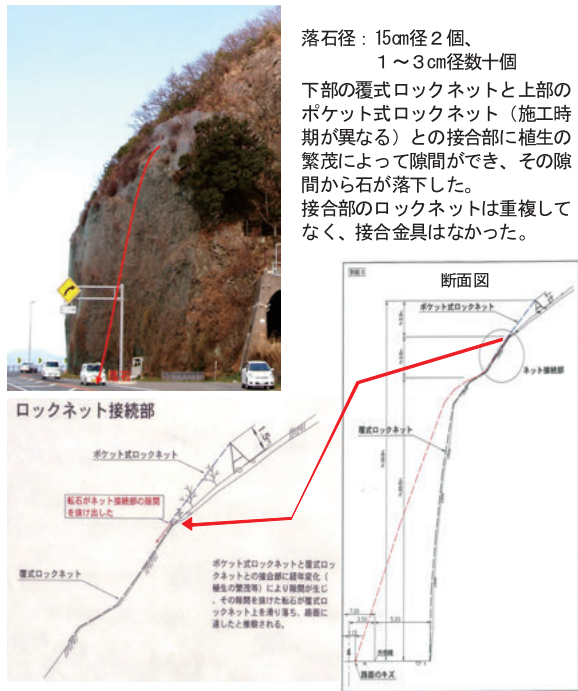 落石径：15㎝径２個、
１～３㎝径数十個
下部の覆式ロックネットと上部の
ポケット式ロックネット（施工時
期が異なる）との接合部に植生の
繁茂によって隙間ができ、その隙
間から石が落下した。
接合部のロックネットは重複して
なく、接合金具はなかった。
断面図
ポケット式ロックネット
ネット接続部
覆式ロックネット
7.00
2.50
5.20
路面のキズ
ロックネット接続部
ポケット式ロックネット
転石がネット接続部の隙間
を抜け出した
覆式ロックネット
ポケット式ロックネットと覆式ロッ
クネットとの接合部に経年変化（
植生の繁茂等）により隙間が生じ
、その隙間を抜けた転石が覆式ロ
ックネット上を滑り落ち、路面に
達したと推察される。